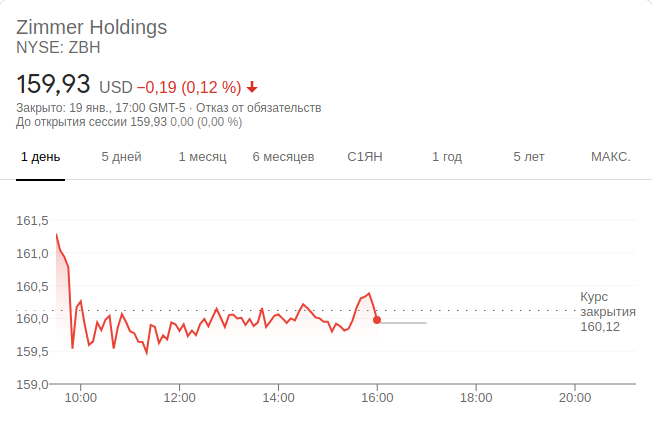 Zimmer Holdings
NYSE: ZBH
159,93 USD −0,19 (0,12 %)
Закрыто: 19 янв., 17:00 GMT-5 · Отказ от обязательств
До открытия сессии 159,93 0,00 (0,00 %)
1 день 5 дней 1 месяц 6 месяцев С1ЯН 1 год 5 лет МАКС.
161,5
161,0
160,5
160,0
159,5
159,0
Курс
закрытия
160,12
10:00 12:00 14:00 16:00 18:00 20:00